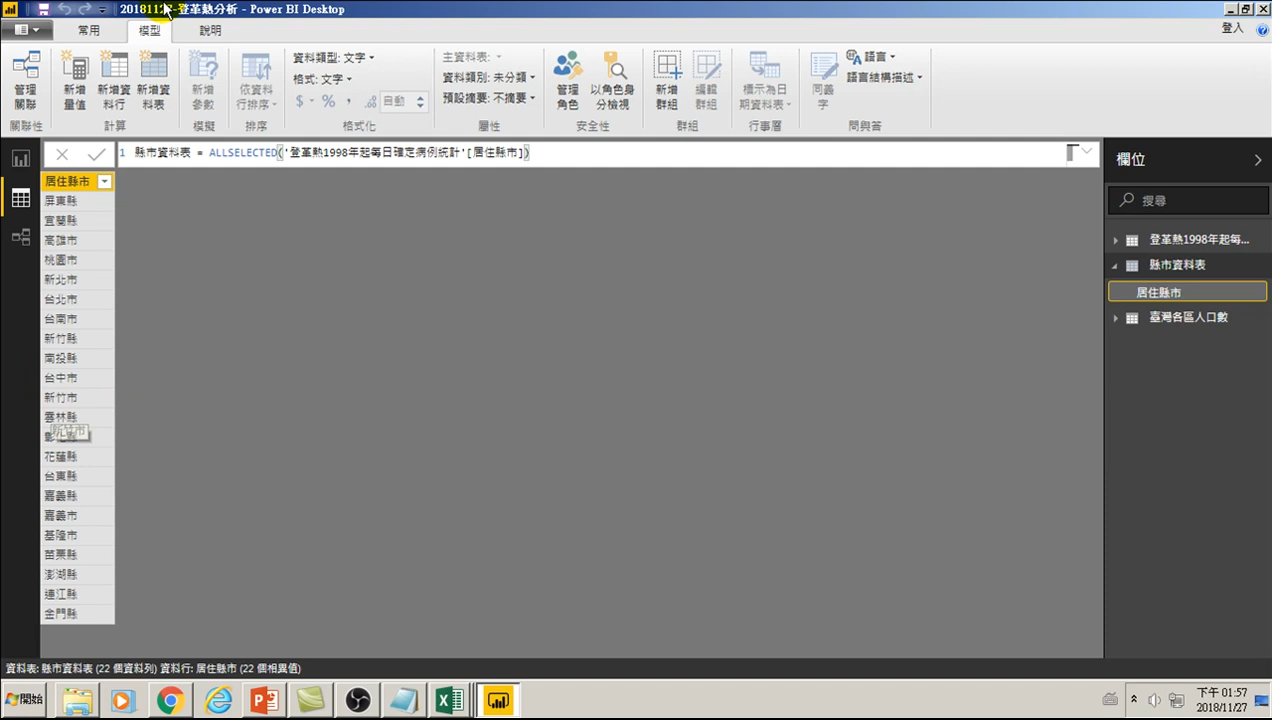 登革熱分析 - Power BI Desktop
常用
模型
說明
登入
管理
關聯
新增
量值
新增資
料行
新增資
料表
新增
參數
依資料
行排序
資料類型: 文字
格式: 文字
$ % , .00 自動
主資料表:
資料類別: 未分類
預設摘要: 不摘要
管理
角色
以角色身
分檢視
新增
群組
編輯
群組
標示為日
期資料表
同義
字
語言
語言結構描述
關聯性
計算
模擬
排序
格式化
屬性
安全性
群組
行事曆
問與答
1 縣市資料表 = ALLSELECTED('登革熱1998年起每日確定病例統計'[居住縣市])
居住縣市
屏東縣
宜蘭縣
高雄市
桃園市
新北市
台北市
台南市
新竹縣
南投縣
台中市
新竹市
雲林縣
新竹市
花蓮縣
台東縣
嘉義縣
嘉義市
基隆市
苗栗縣
澎湖縣
連江縣
金門縣
欄位
搜尋
登革熱1998年起每...
縣市資料表
居住縣市
臺灣各區人口數
資料表: 縣市資料表 (22 個資料列) 資料行: 居住縣市 (22 個相異值)
開始
下午 01:57
2018/11/27